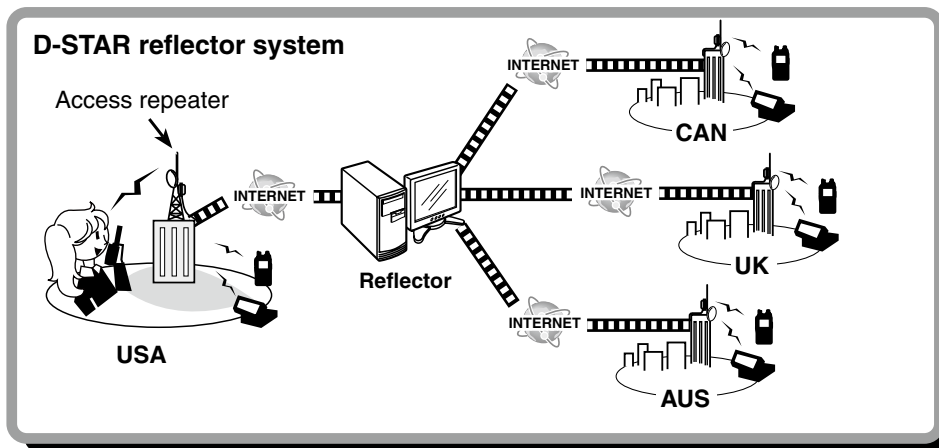 D-STAR reflector system
Access repeater
INTERNET
Reflector
USA
INTERNET
CAN
INTERNET
UK
INTERNET
AUS